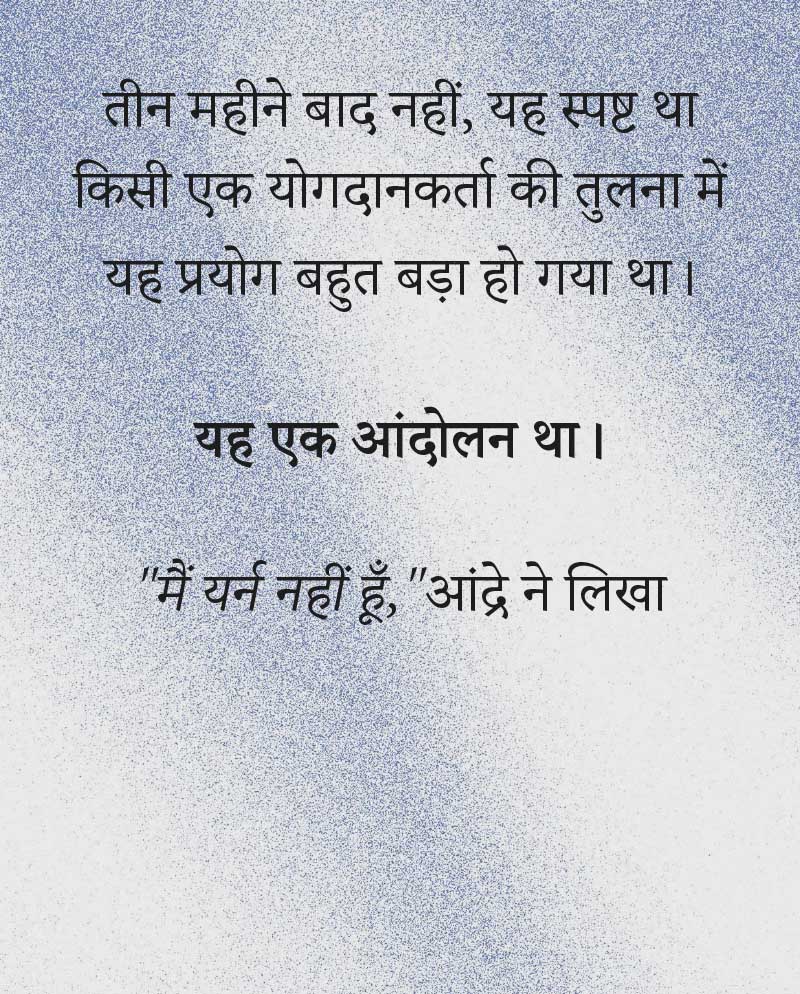 तीन महीने बाद नहीं, यह स्पष्ट था
किसी एक योगदानकर्ता की तुलना में
यह प्रयोग बहुत बड़ा हो गया था।
यह एक आंदोलन था।
"मैं यर्न नहीं हूँ, "आंद्रे ने लिखा